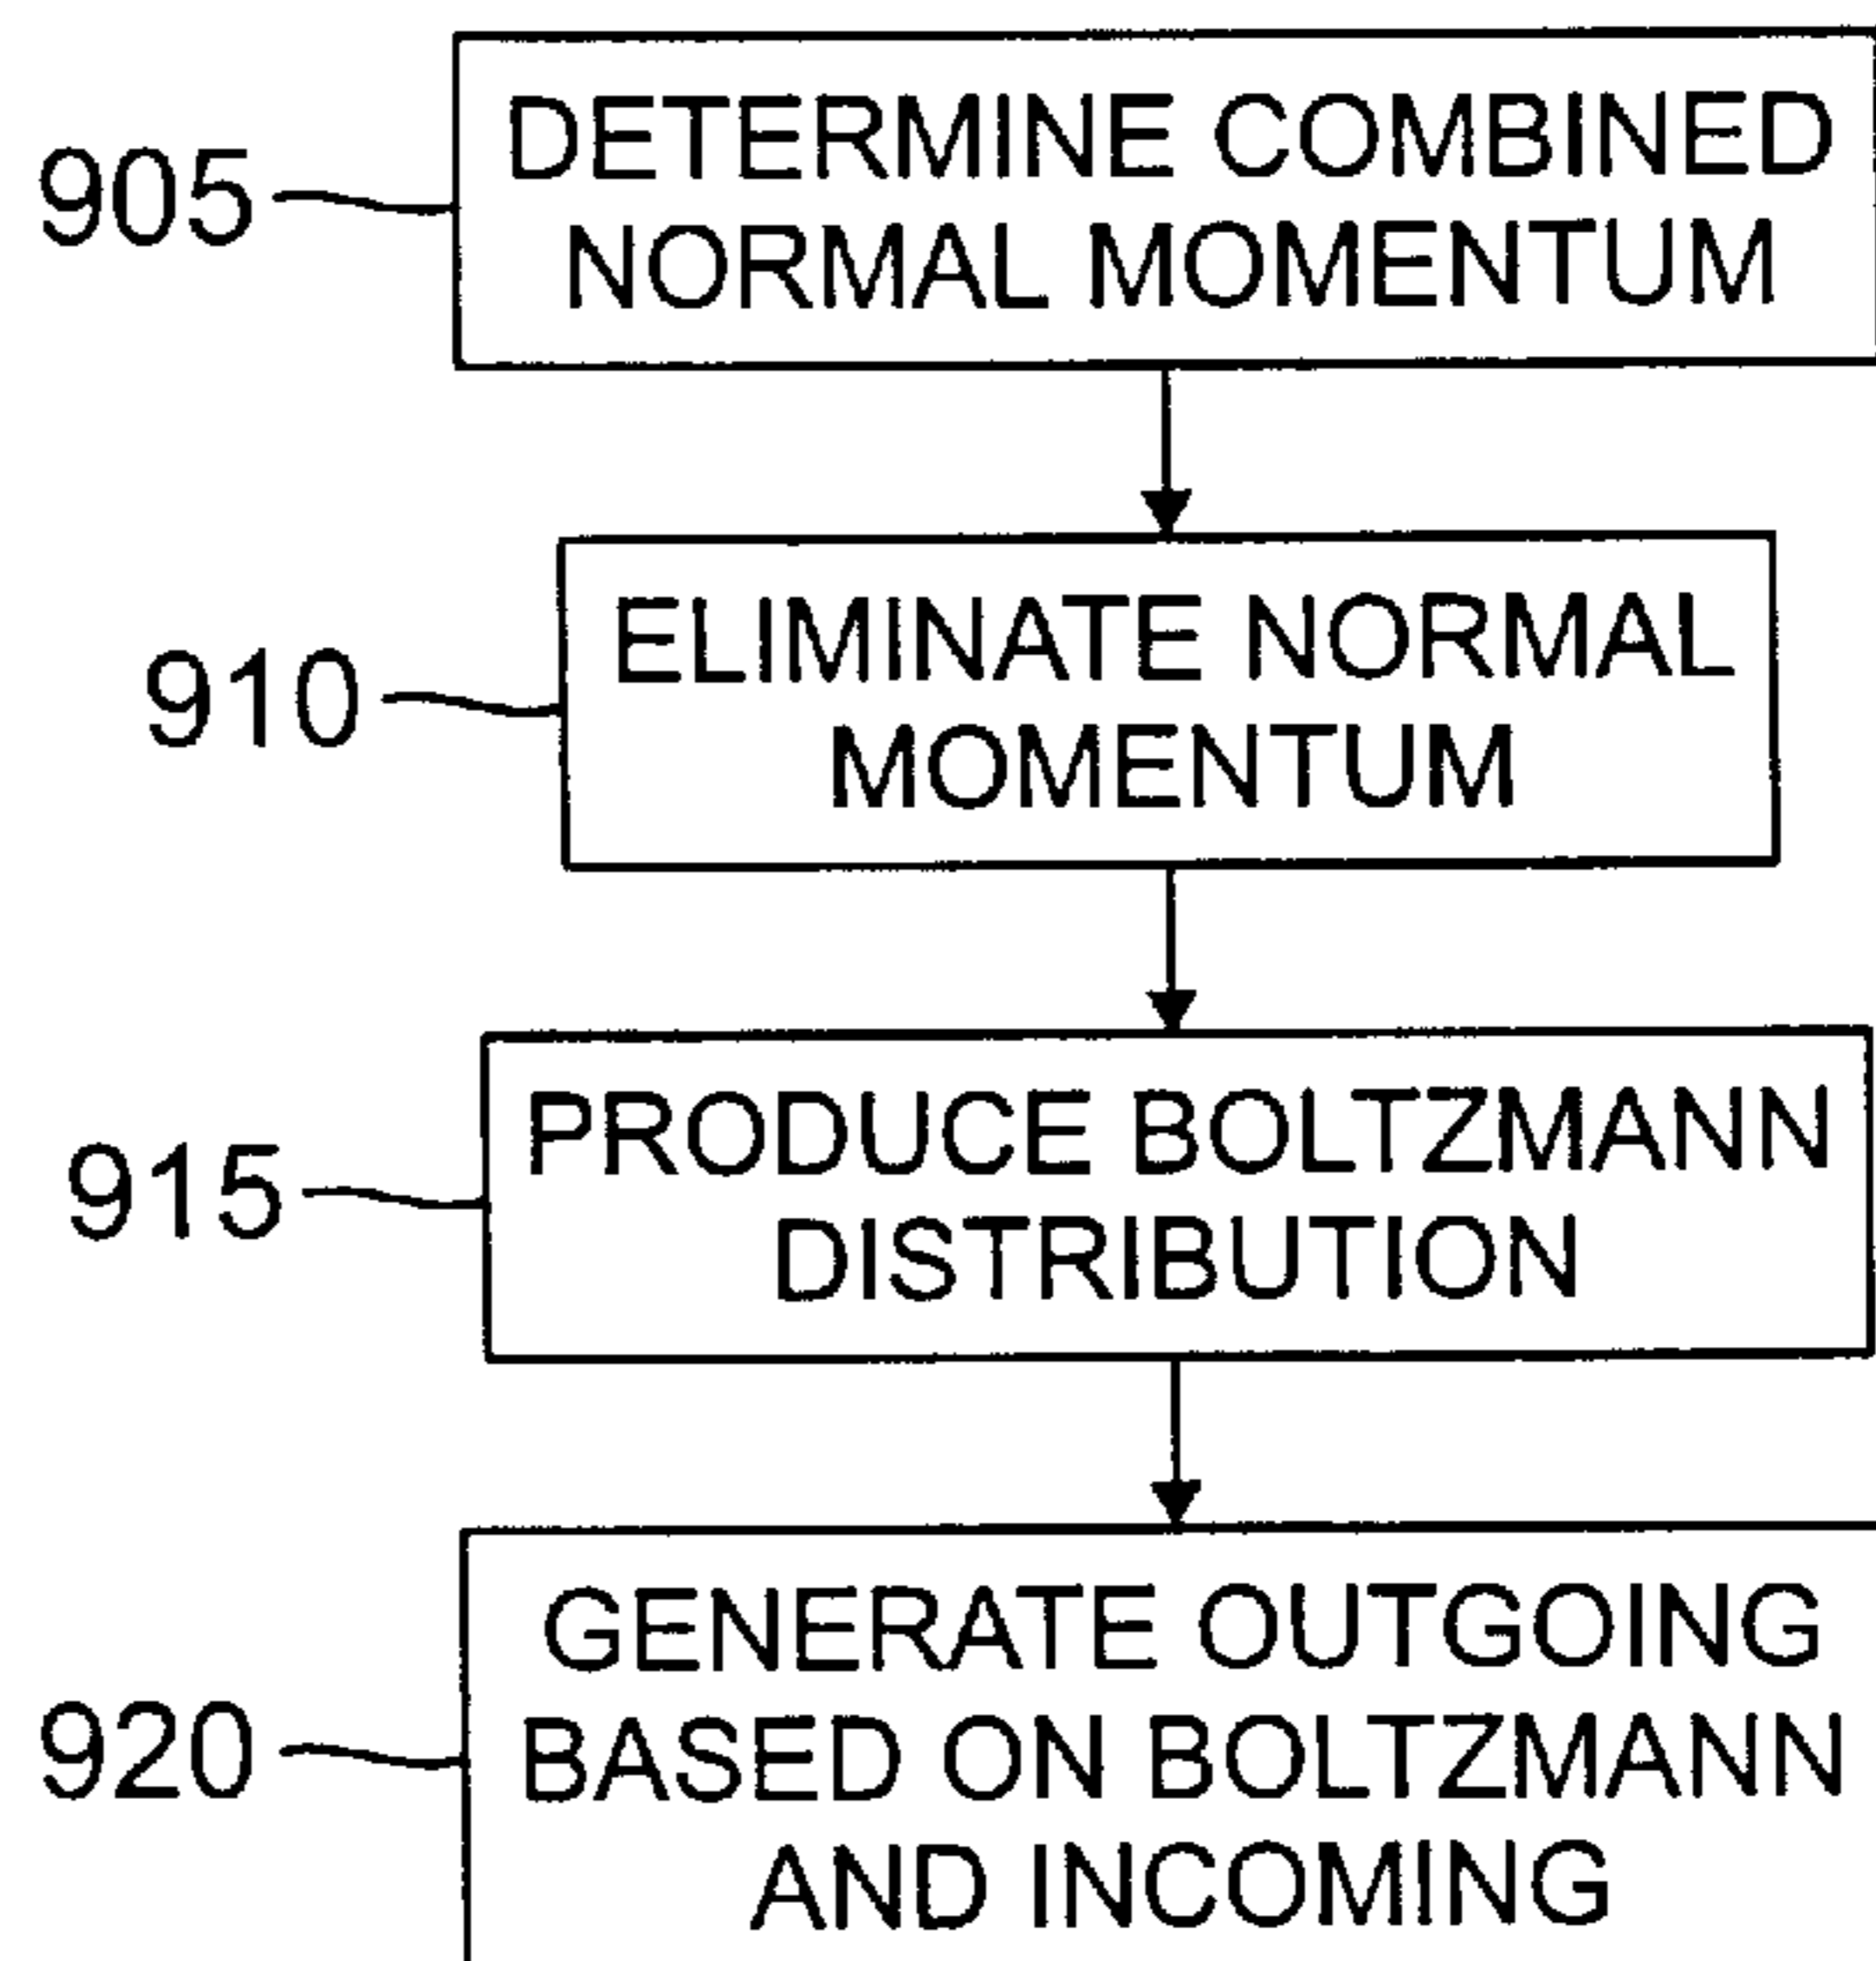 905
DETERMINE COMBINED
NORMAL MOMENTUM
910
ELIMINATE NORMAL
MOMENTUM
915
PRODUCE BOLTZMANN
DISTRIBUTION
920
GENERATE OUTGOING
BASED ON BOLTZMANN
AND INCOMING